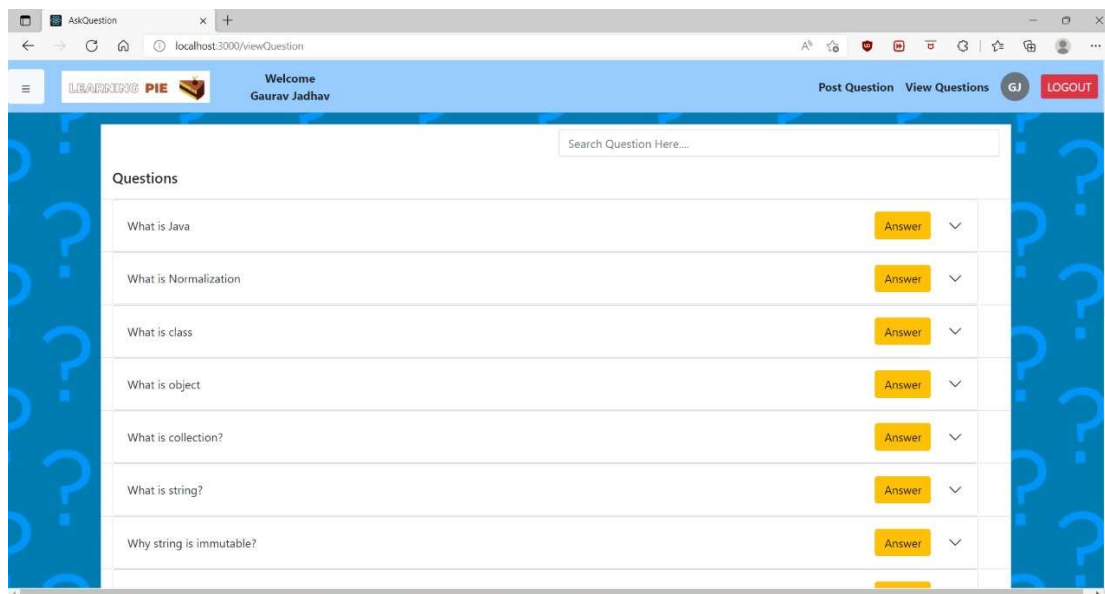 AskQuestion
localhost:3000/viewQuestion
LEARNING PIE
Welcome
Gaurav Jadhav
Post Question View Questions GJ LOGOUT
Search Question Here....
Questions
What is Java Answer
What is Normalization Answer
What is class Answer
What is object Answer
What is collection? Answer
What is string? Answer
Why string is immutable? Answer